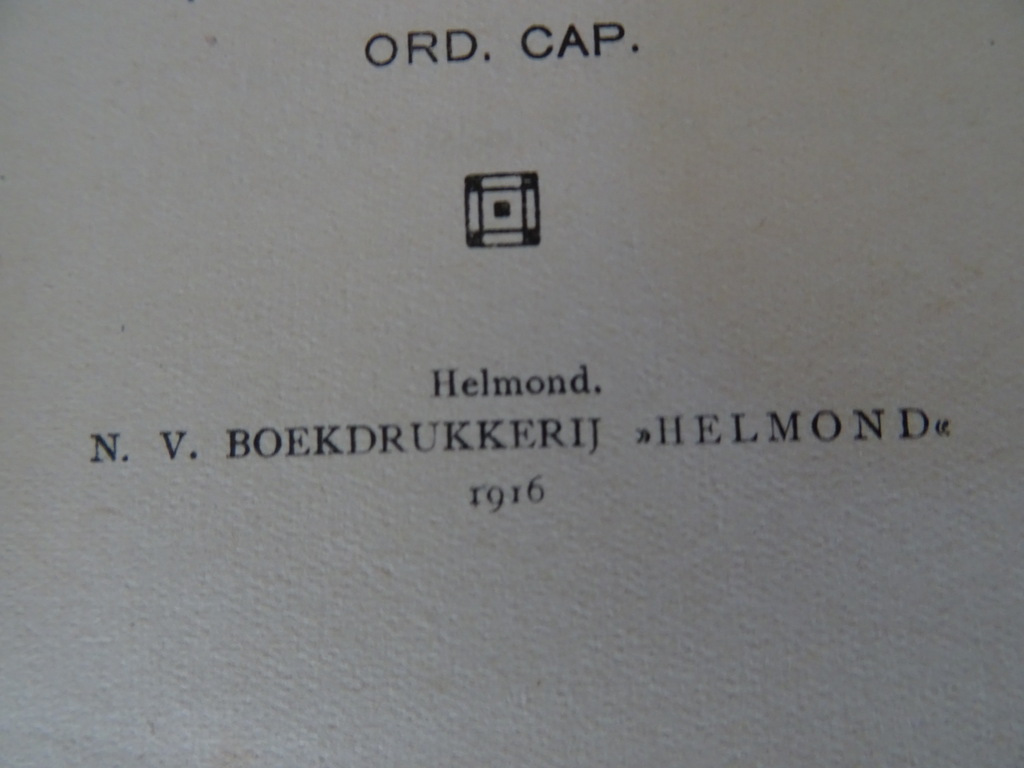 ORD. CAP.
Helmond.
N. V. BOEKDRUKKERIJ »HELMOND«
1916